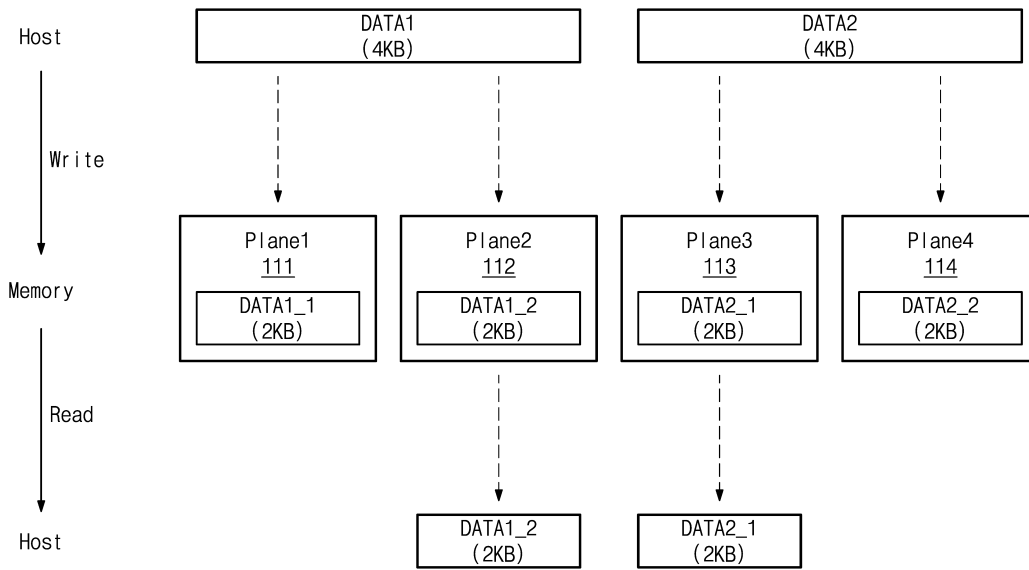 Host
DATA1
(4KB)
DATA2
(4KB)
Write
Plane1
111
DATA1_1
(2KB)
Plane2
112
DATA1_2
(2KB)
Plane3
113
DATA2_1
(2KB)
Plane4
114
DATA2_2
(2KB)
Memory
Read
Host
DATA1_2
(2KB)
DATA2_1
(2KB)